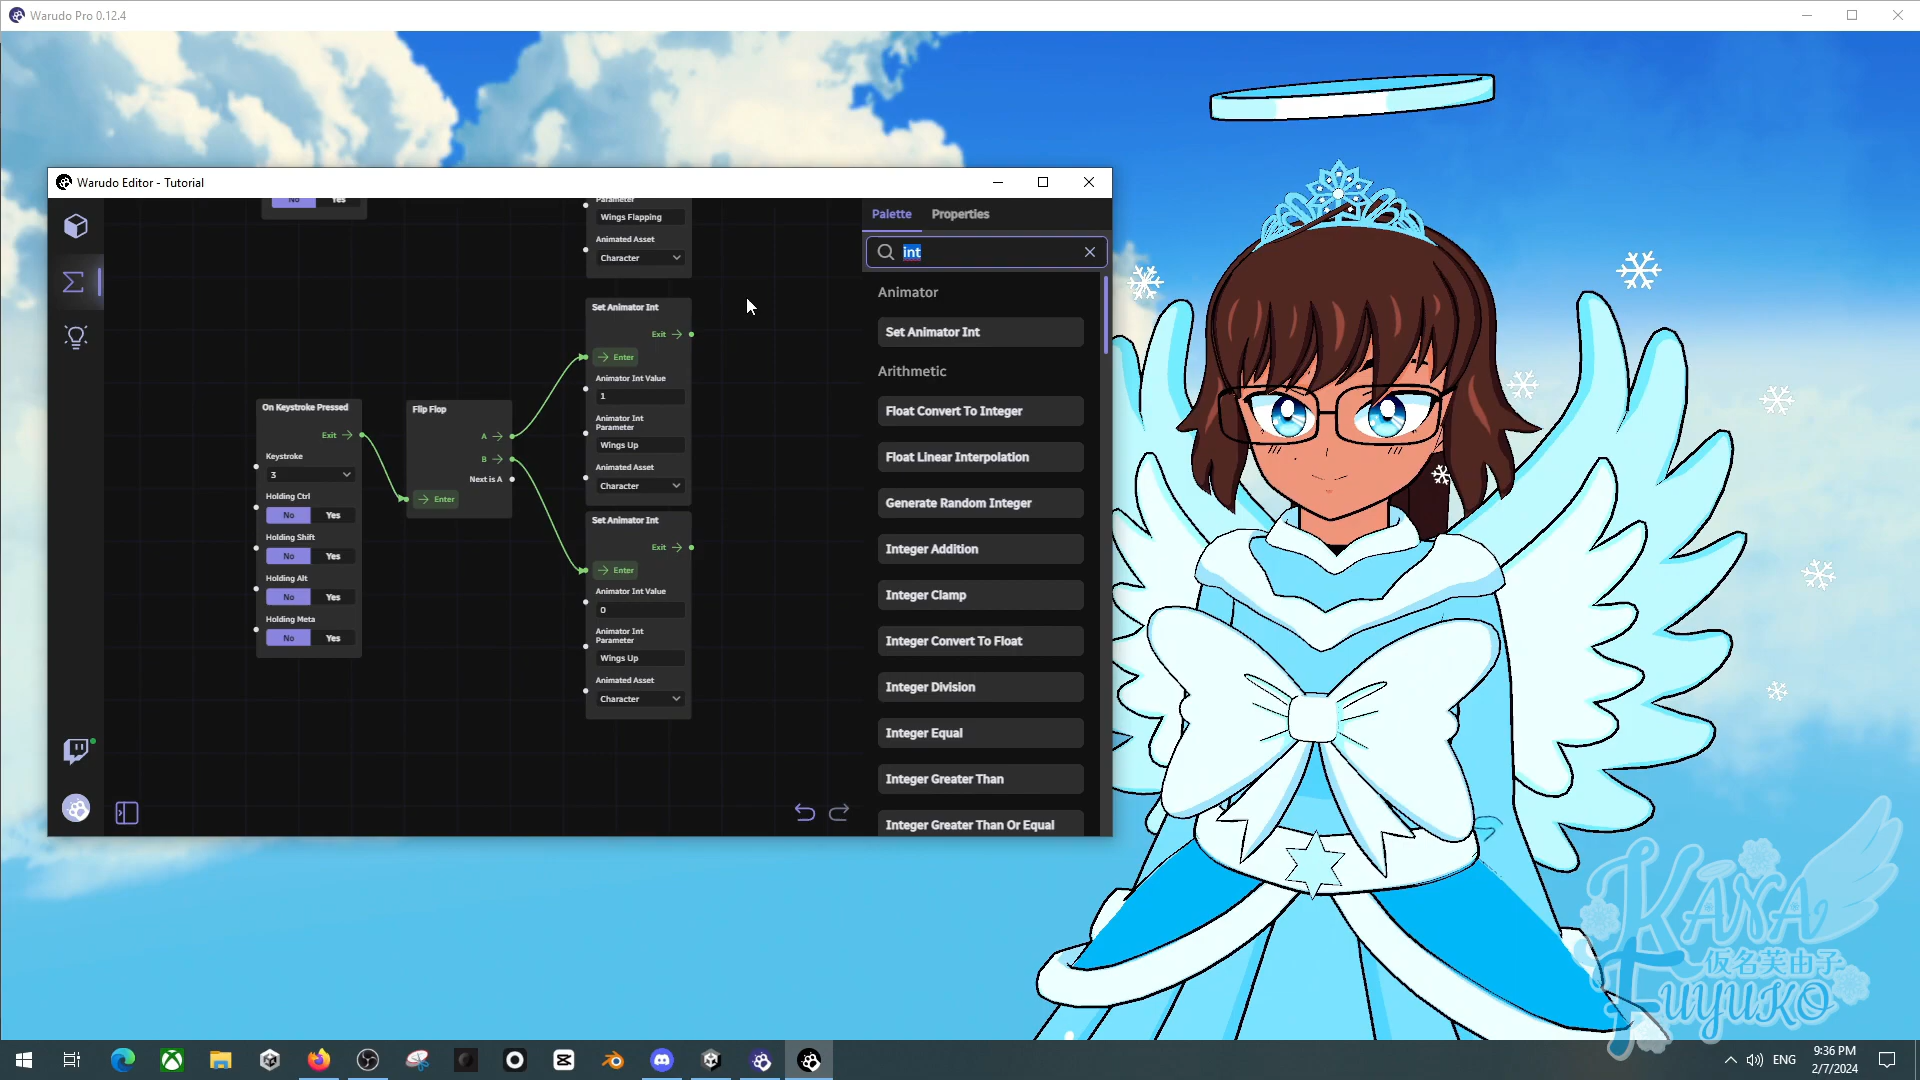 Warudo Pro 0.12.4
Warudo Editor - Tutorial
No Yes
Parameter
Wings Flapping
Animated Asset
Character
Set Animator Int
Exit
Enter
Animator Int Value
1
Animator Int
Parameter
Wings Up
Animated Asset
Character
On Keystroke Pressed
Exit
Keystroke
3
Holding Ctrl
No Yes
Holding Shift
No Yes
Holding Alt
No Yes
Holding Meta
No Yes
Flip Flop
A
B
Next is A
Enter
Set Animator Int
Exit
Enter
Animator Int Value
0
Animator Int
Parameter
Wings Up
Animated Asset
Character
Palette Properties
int
Animator
Set Animator Int
Arithmetic
Float Convert To Integer
Float Linear Interpolation
Generate Random Integer
Integer Addition
Integer Clamp
Integer Convert To Float
Integer Division
Integer Equal
Integer Greater Than
Integer Greater Than Or Equal
KANA
仮名芙由子
FUYUKO
ENG
9:36 PM
2/7/2024